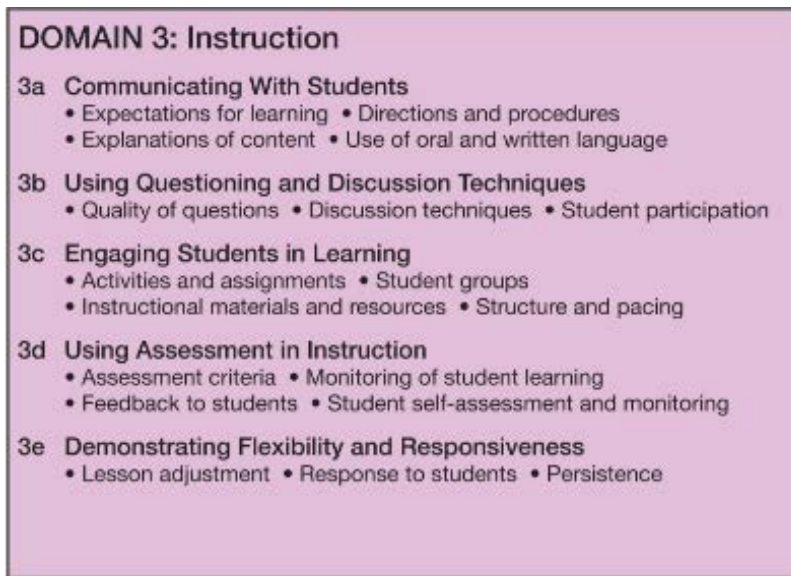 DOMAIN 3: Instruction
3a Communicating With Students
• Expectations for learning • Directions and procedures
• Explanations of content • Use of oral and written language
3b Using Questioning and Discussion Techniques
• Quality of questions • Discussion techniques • Student participation
3c Engaging Students in Learning
• Activities and assignments • Student groups
• Instructional materials and resources • Structure and pacing
3d Using Assessment in Instruction
• Assessment criteria • Monitoring of student learning
• Feedback to students • Student self-assessment and monitoring
3e Demonstrating Flexibility and Responsiveness
• Lesson adjustment • Response to students • Persistence